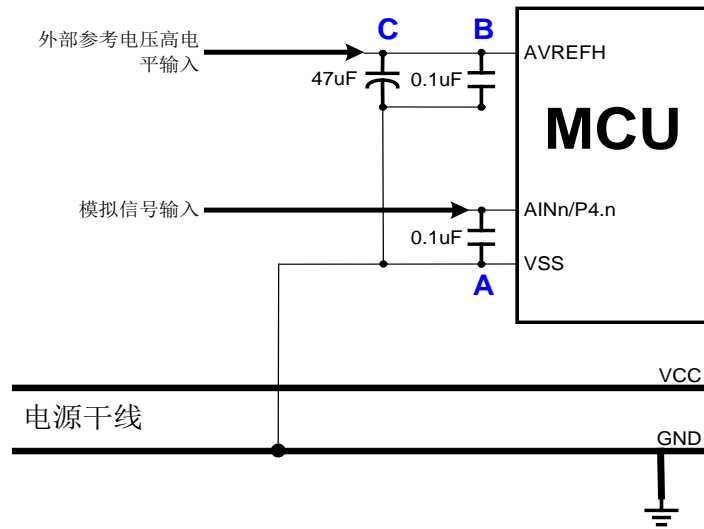 外部参考电压高电
平输入
C
B
AVREFH
47uF
0.1uF
MCU
模拟信号输入
AINn/P4.n
0.1uF
VSS
A
VCC
电源干线
GND